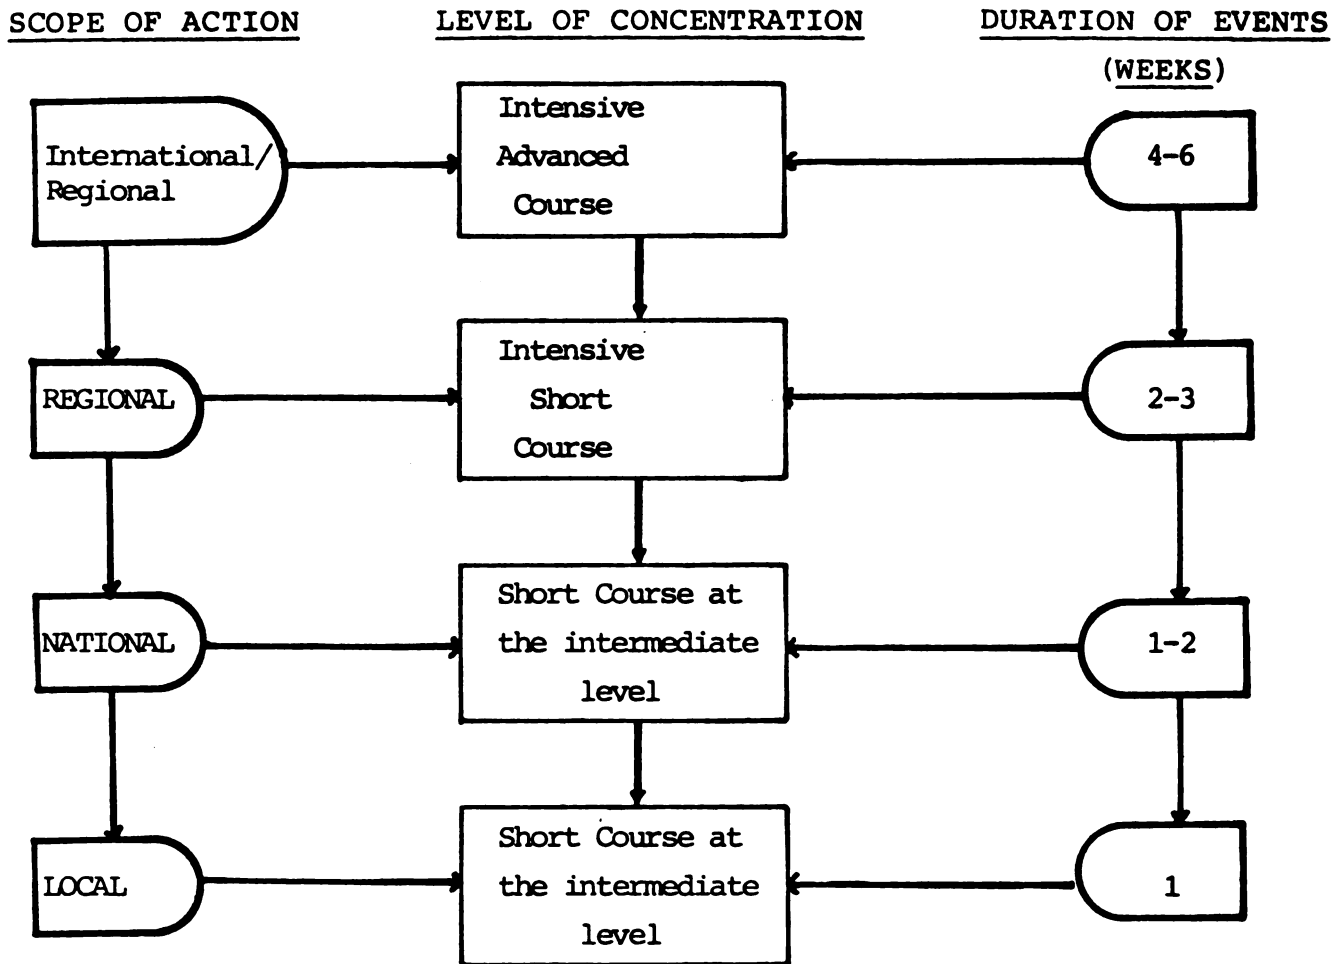 SCOPE OF ACTION
LEVEL OF CONCENTRATION
DURATION OF EVENTS
(WEEKS)
International/
Regional
Intensive
Advanced
Course
4-6
REGIONAL
Intensive
Short
Course
2-3
NATIONAL
Short Course at
the intermediate
level
1-2
LOCAL
Short Course at
the intermediate
level
1